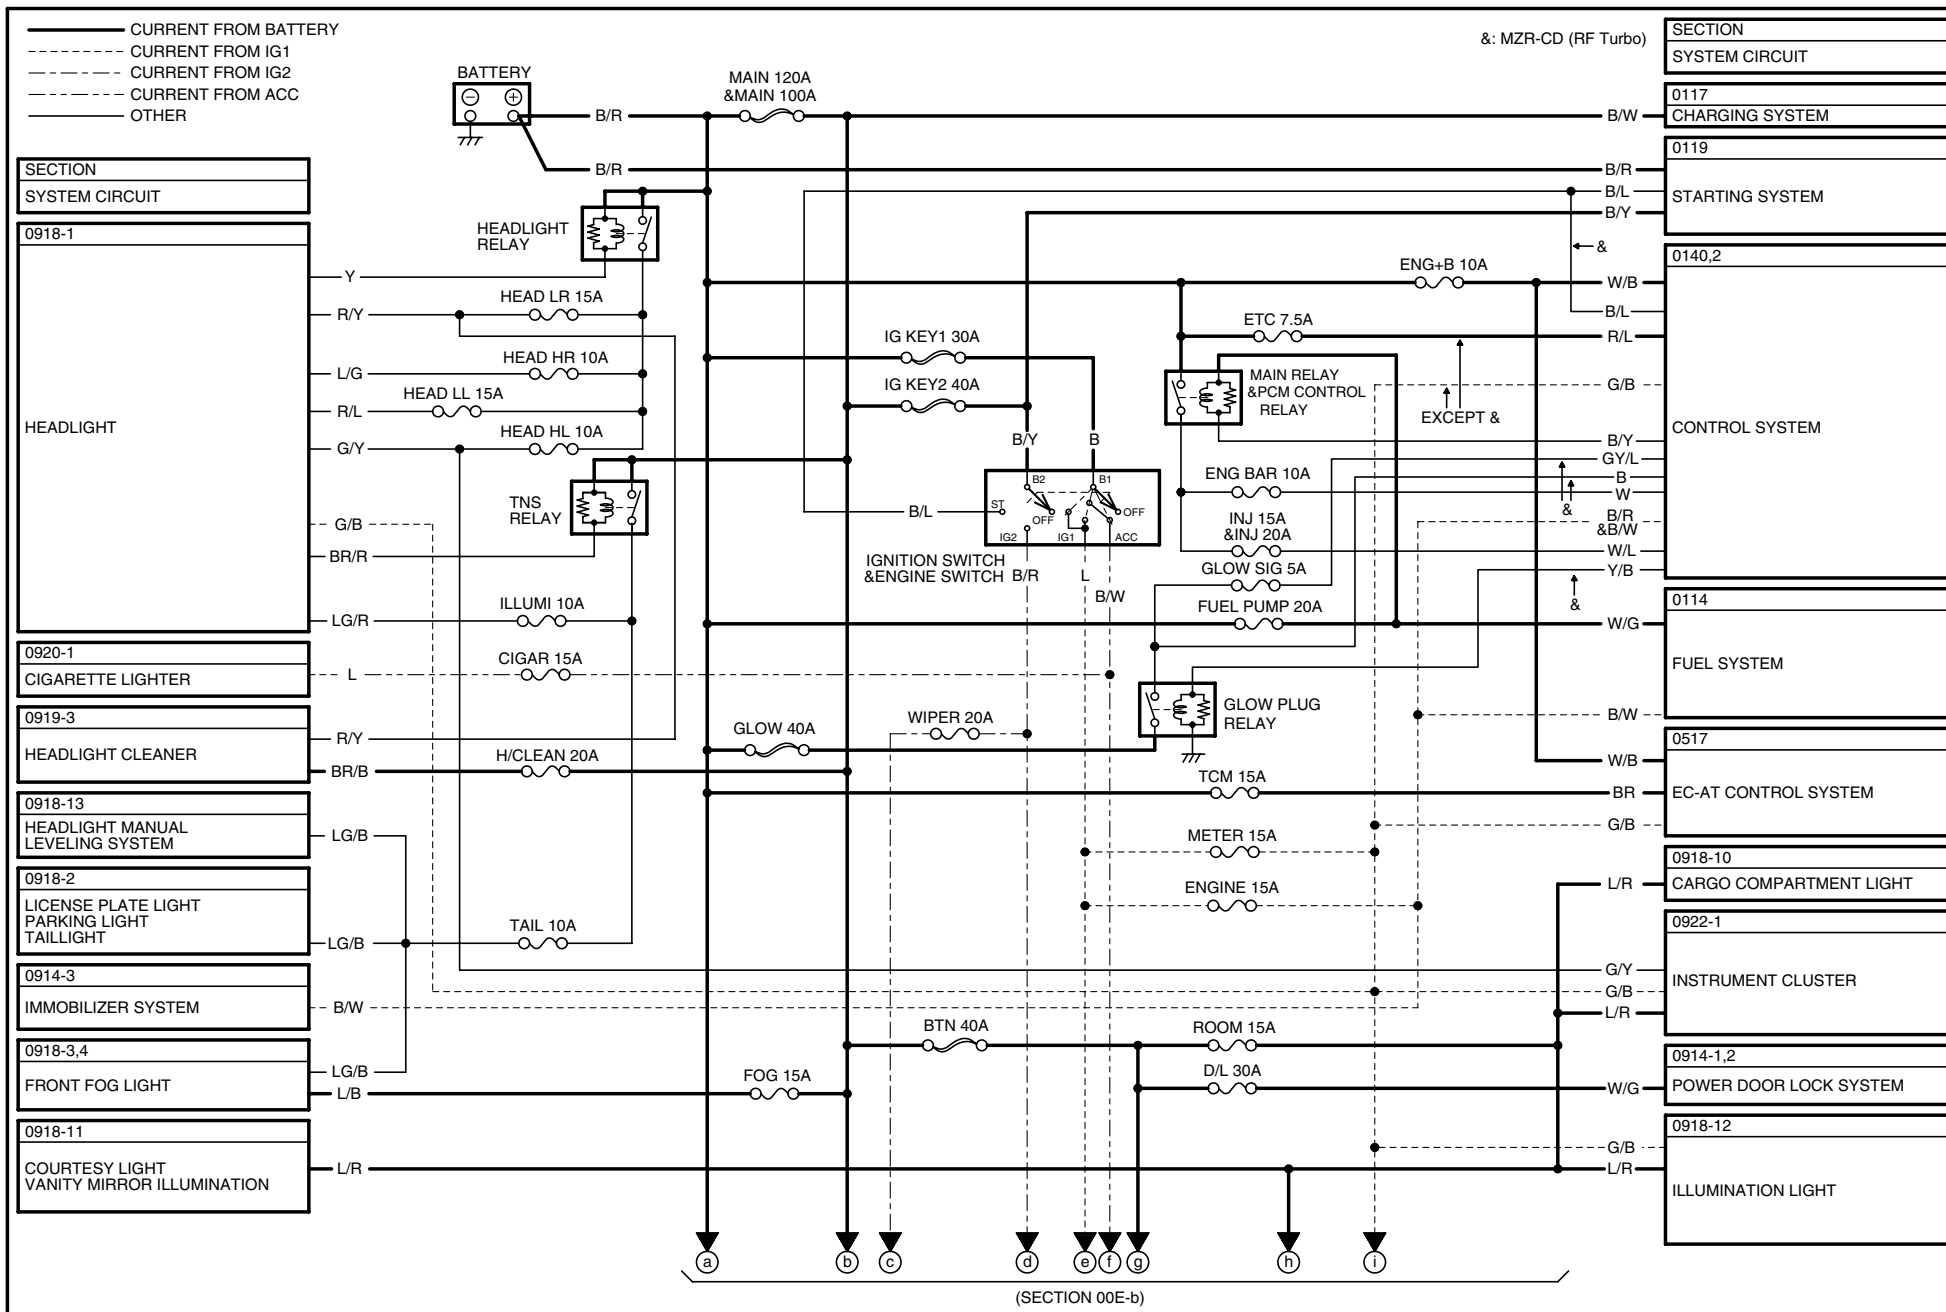 CURRENT FROM BATTERY
CURRENT FROM IG1
CURRENT FROM IG2
CURRENT FROM ACC
OTHER
SECTION
SYSTEM CIRCUIT
0918-1
HEADLIGHT
Y
R/Y
L/G
R/L
G/Y
G/B
BR/R
LG/R
0920-1
CIGARETTE LIGHTER
L
0919-3
HEADLIGHT CLEANER
R/Y
BR/B
0918-13
HEADLIGHT MANUAL
LEVELING SYSTEM
LG/B
0918-2
LICENSE PLATE LIGHT
PARKING LIGHT
TAILLIGHT
LG/B
0914-3
IMMOBILIZER SYSTEM
B/W
0918-3,4
FRONT FOG LIGHT
LG/B
L/B
0918-11
COURTESY LIGHT
VANITY MIRROR ILLUMINATION
L/R
BATTERY
− +
B/R
B/R
MAIN 120A
&MAIN 100A
HEADLIGHT
RELAY
HEAD LR 15A
HEAD HR 10A
HEAD LL 15A
HEAD HL 10A
TNS
RELAY
ILLUMI 10A
CIGAR 15A
GLOW 40A
H/CLEAN 20A
TAIL 10A
FOG 15A
IG KEY1 30A
IG KEY2 40A
B/Y
B
B2
B1
ST
OFF
OFF
IG2
IG1
ACC
B/L
IGNITION SWITCH
&ENGINE SWITCH
B/R
L
B/W
WIPER 20A
BTN 40A
ENG+B 10A
ETC 7.5A
MAIN RELAY
&PCM CONTROL
RELAY
EXCEPT &
ENG BAR 10A
INJ 15A
&INJ 20A
GLOW SIG 5A
FUEL PUMP 20A
GLOW PLUG
RELAY
TCM 15A
METER 15A
ENGINE 15A
ROOM 15A
D/L 30A
&
&
&
&: MZR-CD (RF Turbo)
SECTION
SYSTEM CIRCUIT
0117
CHARGING SYSTEM
B/W
0119
STARTING SYSTEM
B/R
B/L
B/Y
0140,2
CONTROL SYSTEM
W/B
B/L
R/L
G/B
B/Y
GY/L
B
W
B/R
&B/W
W/L
Y/B
0114
FUEL SYSTEM
W/G
B/W
0517
EC-AT CONTROL SYSTEM
W/B
BR
G/B
0918-10
CARGO COMPARTMENT LIGHT
L/R
0922-1
INSTRUMENT CLUSTER
G/Y
G/B
L/R
0914-1,2
POWER DOOR LOCK SYSTEM
W/G
0918-12
ILLUMINATION LIGHT
G/B
L/R
a b c d e f g h i
(SECTION 00E-b)